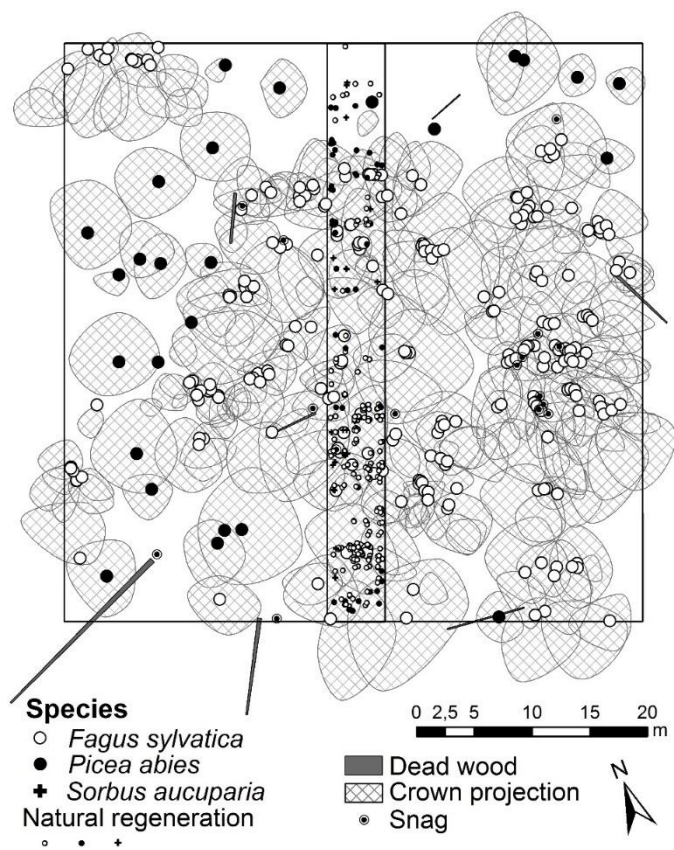 Species
Fagus sylvatica
Picea abies
Sorbus aucuparia
Natural regeneration
0 2,5 5 10 15 20
m
Dead wood
Crown projection
Snag
N